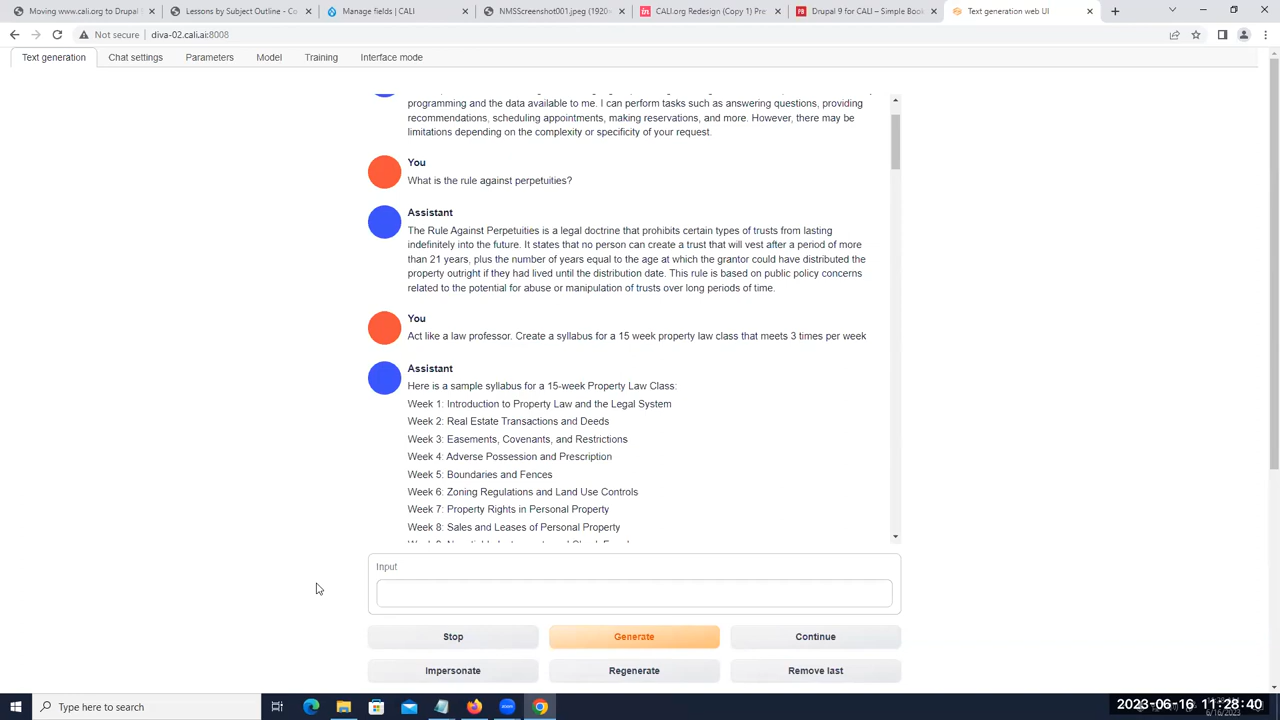 Moving www.cali.org to Drupal
Lessons by Subject Outline - Co
Manage fields | CALI
NMSScreenshot001.jpeg (1920×
CALI.org Redesign (Copy 1) Pre
Drupal 9 for CALI – Simple Boo
Text generation web UI
Not secure | diva-02.cali.ai:8008
Text generation
Chat settings
Parameters
Model
Training
Interface mode
programming and the data available to me. I can perform tasks such as answering questions, providing
recommendations, scheduling appointments, making reservations, and more. However, there may be
limitations depending on the complexity or specificity of your request.
You
What is the rule against perpetuities?
Assistant
The Rule Against Perpetuities is a legal doctrine that prohibits certain types of trusts from lasting
indefinitely into the future. It states that no person can create a trust that will vest after a period of more
than 21 years, plus the number of years equal to the age at which the grantor could have distributed the
property outright if they had lived until the distribution date. This rule is based on public policy concerns
related to the potential for abuse or manipulation of trusts over long periods of time.
You
Act like a law professor. Create a syllabus for a 15 week property law class that meets 3 times per week
Assistant
Here is a sample syllabus for a 15-week Property Law Class:
Week 1: Introduction to Property Law and the Legal System
Week 2: Real Estate Transactions and Deeds
Week 3: Easements, Covenants, and Restrictions
Week 4: Adverse Possession and Prescription
Week 5: Boundaries and Fences
Week 6: Zoning Regulations and Land Use Controls
Week 7: Property Rights in Personal Property
Week 8: Sales and Leases of Personal Property
Input
Stop
Generate
Continue
Impersonate
Regenerate
Remove last
Type here to search
zoom
2023-06-16 11:28:40
6/16/2023